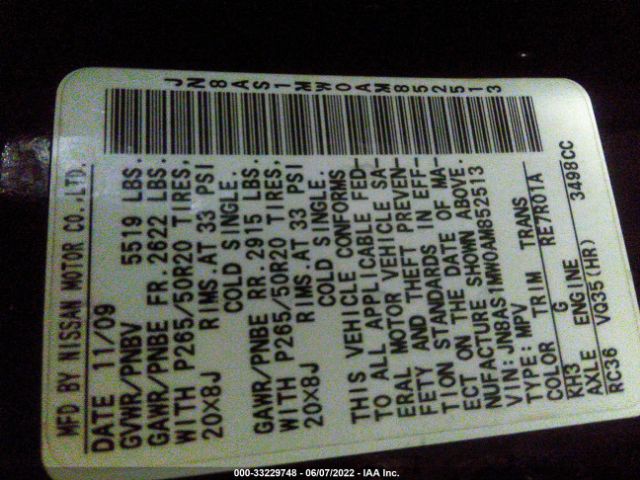 JN8AS1MW0AM852513
MFD BY NISSAN MOTOR CO.,LTD.
DATE 11/09
GVWR/PNBV 5519 LBS.
GAWR/PNBE FR. 2622 LBS.
WITH P265/50R20 TIRES,
20X8J RIMS.AT 33 PSI
COLD SINGLE.
GAWR/PNBE RR. 2915 LBS.
WITH P265/50R20 TIRES,
20X8J RIMS.AT 33 PSI
COLD SINGLE.
THIS VEHICLE CONFORMS
TO ALL APPLICABLE FED-
ERAL MOTOR VEHICLE SA-
FETY AND THEFT PREVEN-
TION STANDARDS IN EFF-
ECT ON THE DATE OF MA-
NUFACTURE SHOWN ABOVE.
VIN:JN8AS1MW0AM852513
TYPE:MPV
COLOR TRIM TRANS
KH3 G RE7R01A
AXLE ENGINE
RC36 VQ35(HR) 3498CC
000-33229748 - 06/07/2022 - IAA Inc.